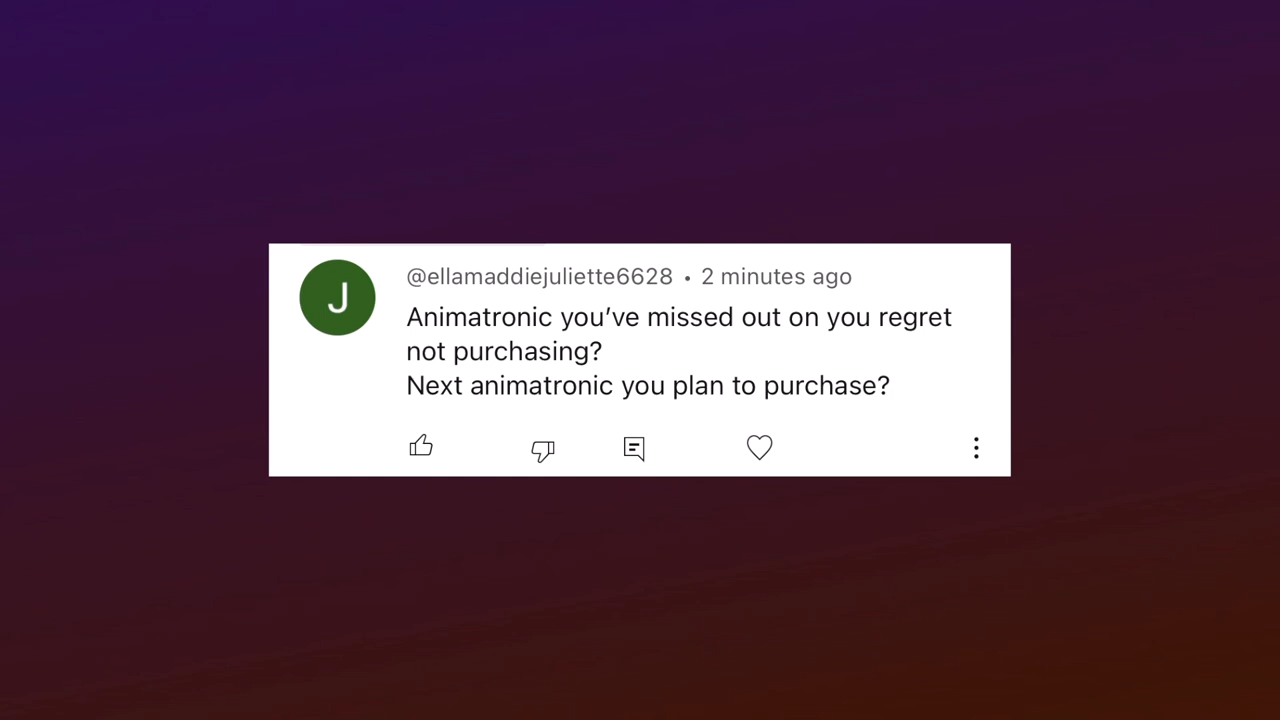 J
@ellamaddiejuliette6628 • 2 minutes ago
Animatronic you’ve missed out on you regret
not purchasing?
Next animatronic you plan to purchase?